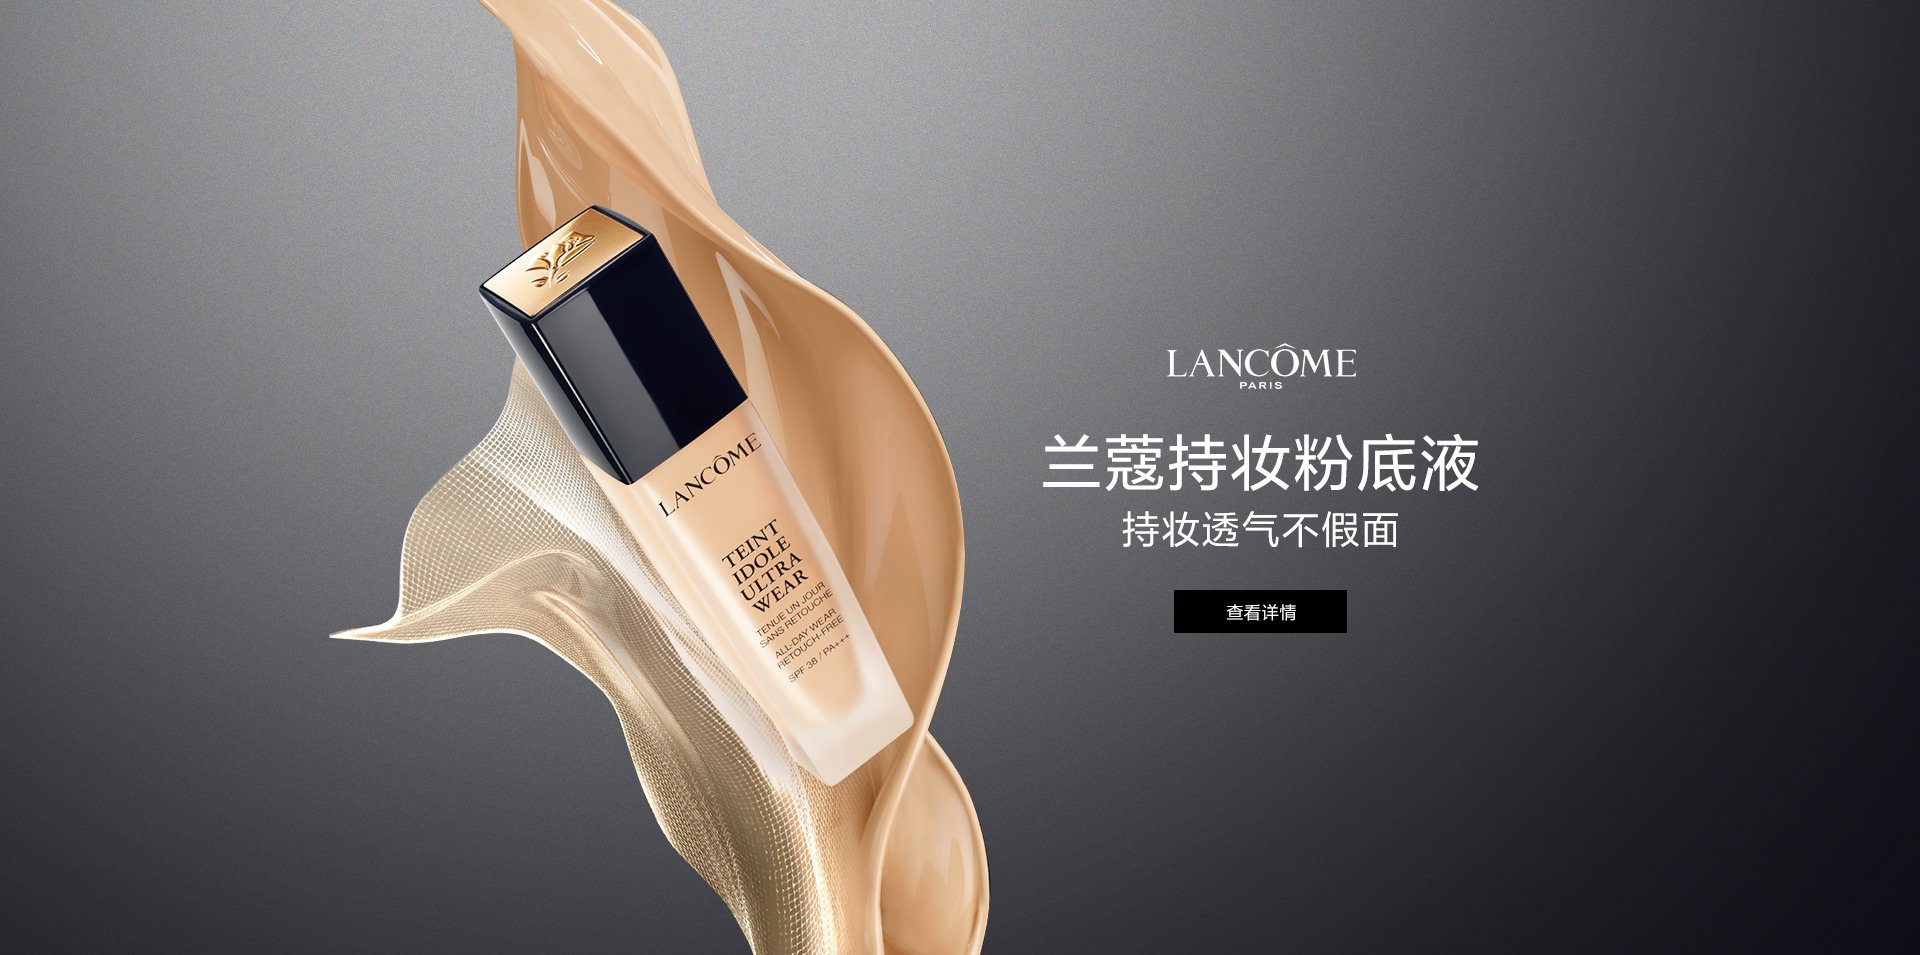 LANCÔME
TEINT
IDOLE
ULTRA
WEAR
TENUE UN JOUR
SANS RETOUCHE
ALL-DAY WEAR
RETOUCH-FREE
SPF 38 / PA+++
LANCÔME
PARIS
兰蔻持妆粉底液
持妆透气不假面
查看详情